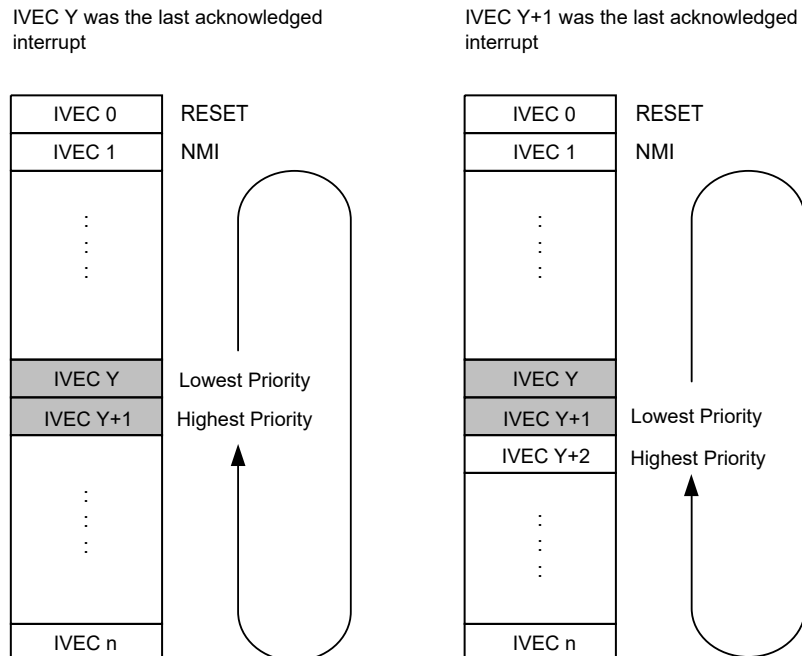 IVEC Y was the last acknowledged
interrupt
IVEC 0 RESET
IVEC 1 NMI
IVEC Y Lowest Priority
IVEC Y+1 Highest Priority
IVEC n
IVEC Y+1 was the last acknowledged
interrupt
IVEC 0 RESET
IVEC 1 NMI
IVEC Y
IVEC Y+1 Lowest Priority
IVEC Y+2 Highest Priority
IVEC n